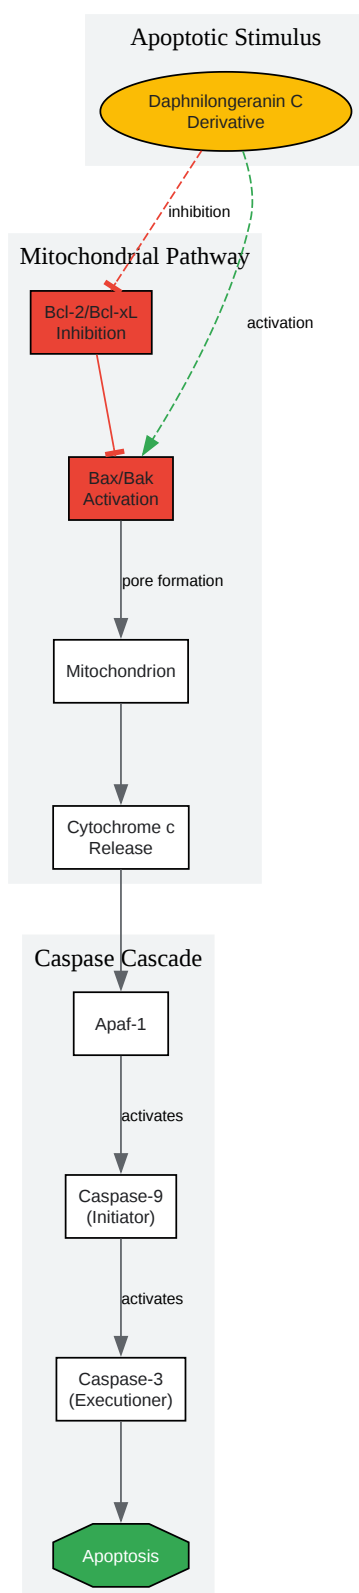 Apoptotic Stimulus
Daphnilongeranin C
Derivative
inhibition
Mitochondrial Pathway
Bcl-2/Bcl-xL
Inhibition
activation
Bax/Bak
Activation
pore formation
Mitochondrion
Cytochrome c
Release
Caspase Cascade
Apaf-1
activates
Caspase-9
(Initiator)
activates
Caspase-3
(Executioner)
Apoptosis